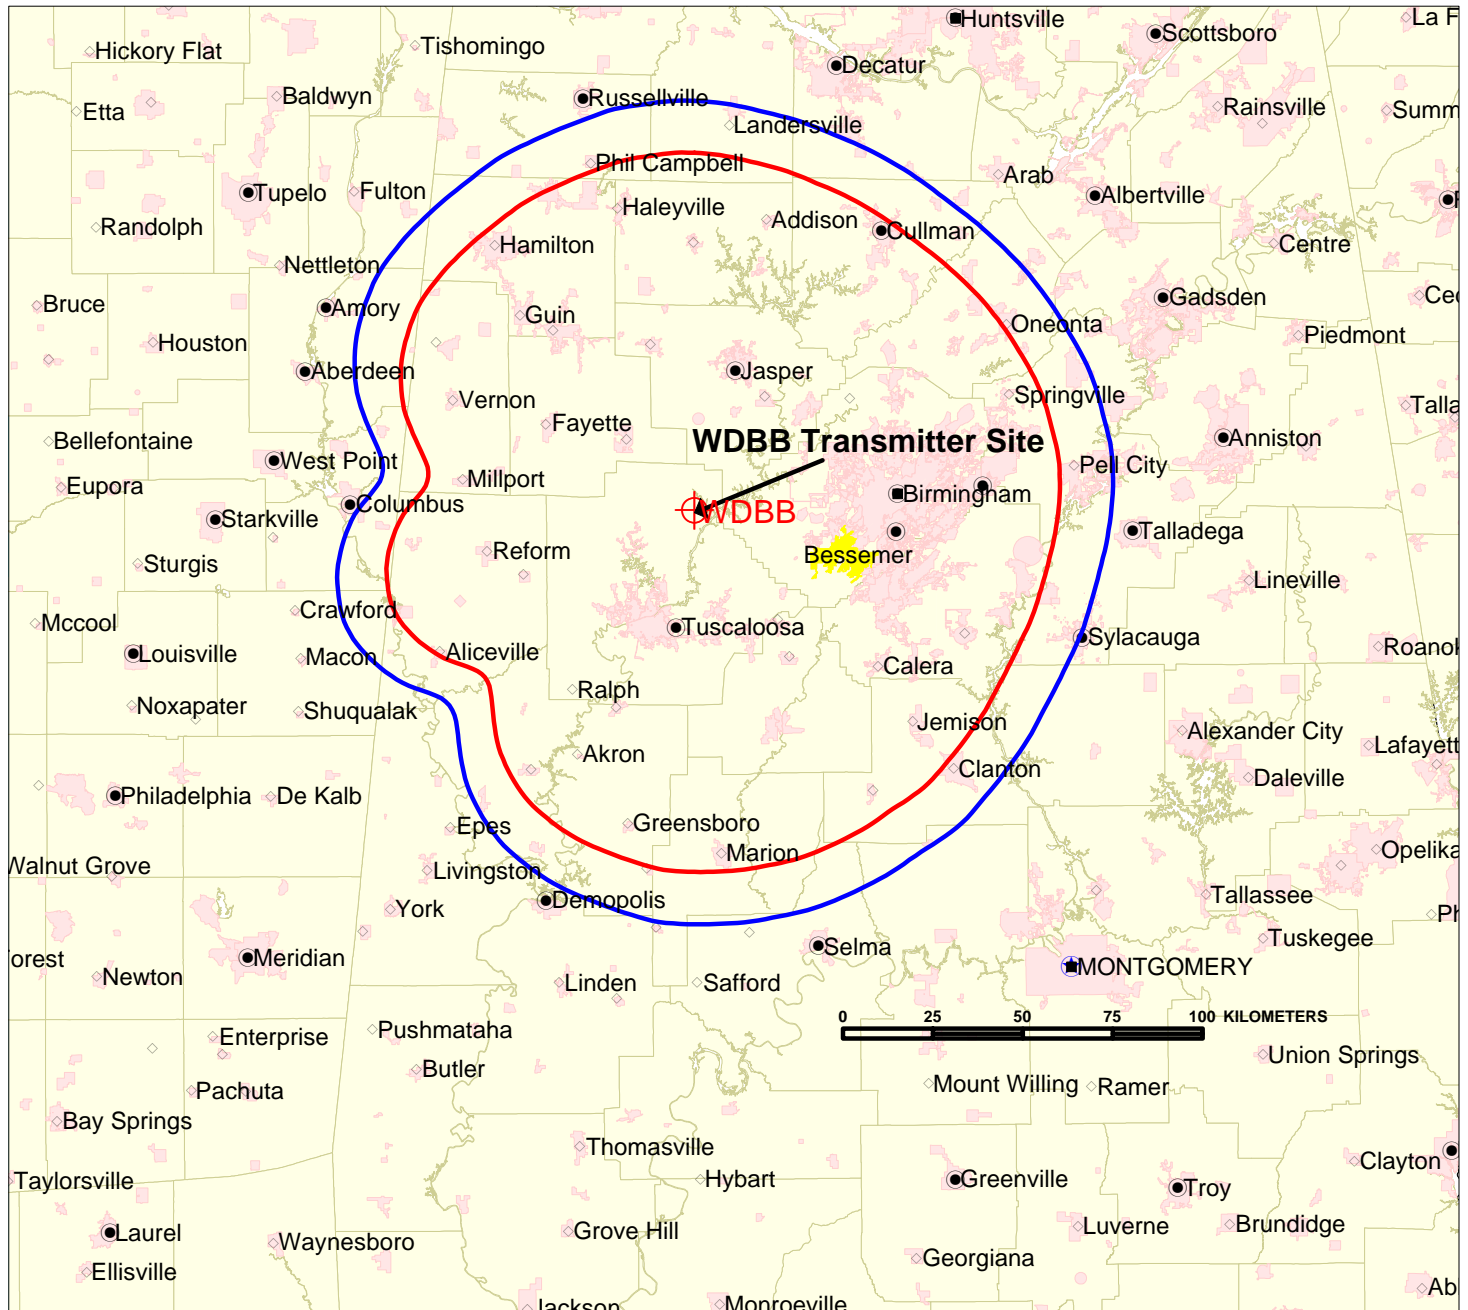 Huntsville
La F
Scottsboro
Tishomingo
Hickory Flat
Decatur
Baldwyn
Russellville
Rainsville
Etta
Summ
Landersville
Phil Campbell
Arab
Tupelo
Fulton
Albertville
Haleyville
Addison
Randolph
Cullman
Hamilton
Centre
Nettleton
Bruce
Amory
Gadsden
Guin
Oneonta
Piedmont
Houston
Aberdeen
Jasper
Springville
Vernon
Talla
Fayette
Bellefontaine
WDBB Transmitter Site
Anniston
West Point
Pell City
Eupora
Millport
Birmingham
Columbus
WDBB
Starkville
Talladega
Reform
Bessemer
Sturgis
Lineville
Crawford
Mccool
Tuscaloosa
Sylacauga
Louisville
Macon
Aliceville
Calera
Roanok
Ralph
Noxapater
Shuqualak
Jemison
Alexander City
Lafayett
Akron
Clanton
Daleville
Philadelphia
De Kalb
Epes
Greensboro
Marion
Opelika
Walnut Grove
Livingston
Tallassee
York
Demopolis
Ph
Selma
Tuskegee
orest
Meridian
MONTGOMERY
Newton
Linden
Safford
0 25 50 75 100 KILOMETERS
Pushmataha
Enterprise
Union Springs
Butler
Mount Willing
Ramer
Pachuta
Bay Springs
Thomasville
Clayton
Taylorsville
Hybart
Greenville
Troy
Laurel
Grove Hill
Luverne
Brundidge
Waynesboro
Georgiana
Ellisville
Ab
Jackson
Monroeville